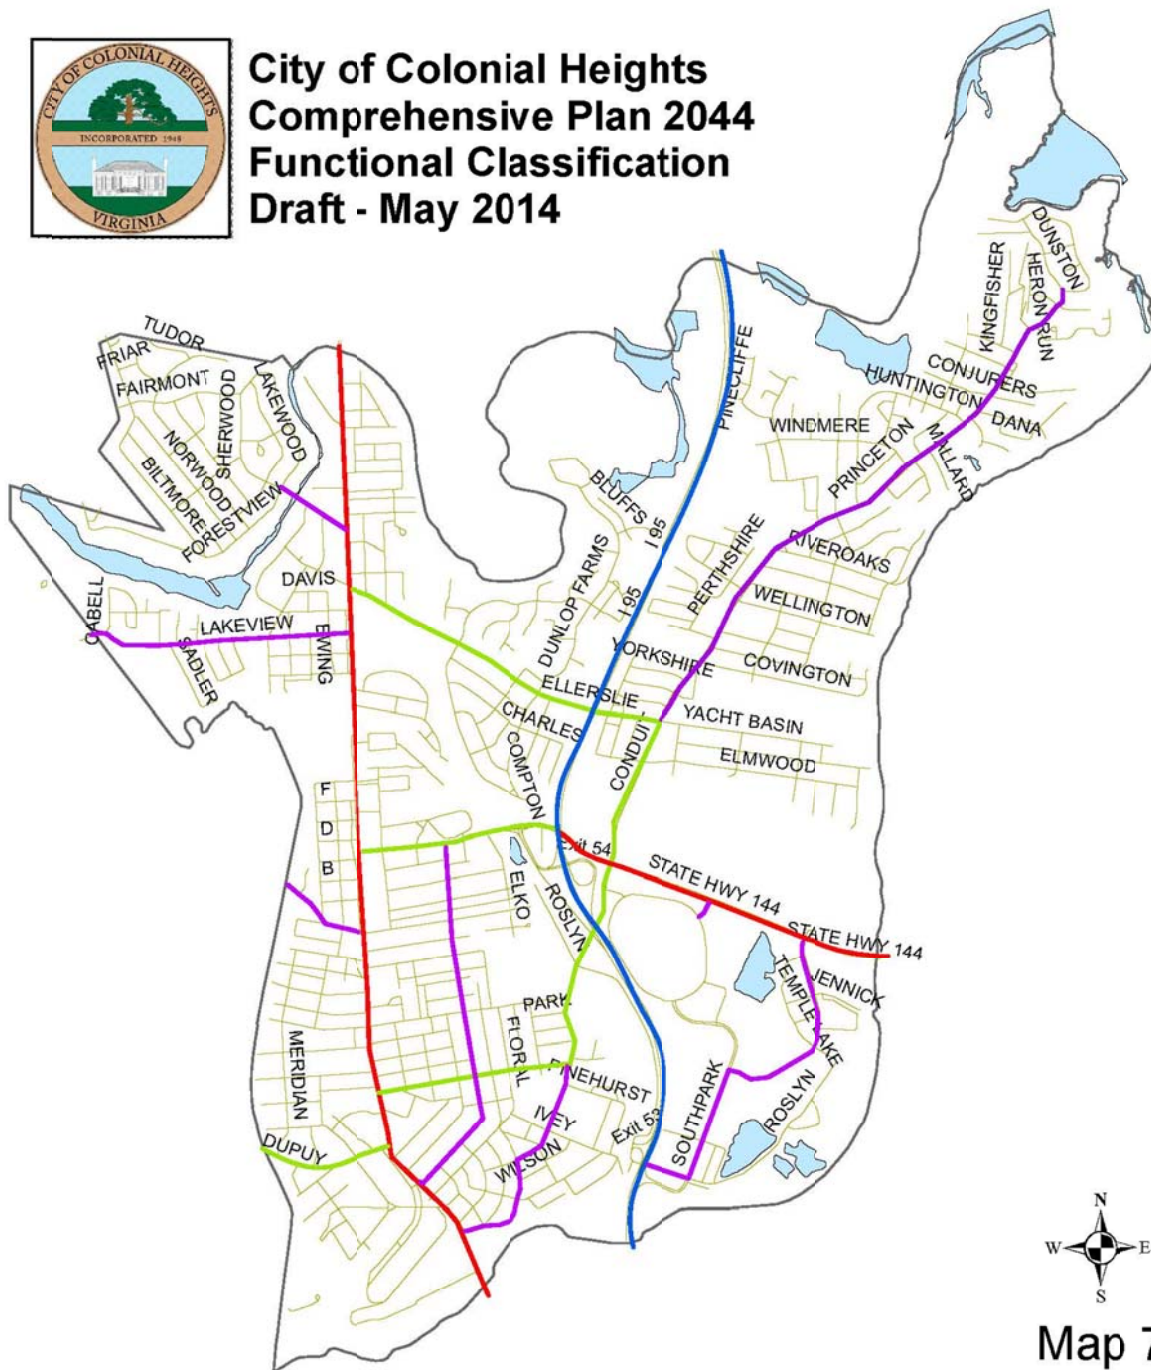 CITY OF COLONIAL HEIGHTS
INCORPORATED 1948
VIRGINIA
City of Colonial Heights
Comprehensive Plan 2044
Functional Classification
Draft - May 2014
TUDOR
FRIAR
FAIRMONT
SHERWOOD
LAKEWOOD
NORWOOD
BILTMORE
FORESTVIEW
DAVIS
CABELL
LAKEVIEW
SADLER
EWING
DUNSTON
KINGFISHER
HERON RUN
CONJURERS
HUNTINGTON
DANA
PINECLIFFE
WINDMERE
PRINCETON
MALLARD
BLUFFS
I 95
I 95
DUNLOP FARMS
PERTHSHIRE
RIVEROAKS
WELLINGTON
YORKSHIRE
COVINGTON
ELLERSLIE
CHARLES
YACHT BASIN
CONDUIT
ELMWOOD
COMPTON
F
D
B
Exit 54
STATE HWY 144
STATE HWY 144
ELKO
ROSLYN
TEMPLE LAKE
JENNICK
PARK
FLORAL
MERIDIAN
PINEHURST
IVEY
Exit 53
SOUTHPARK
ROSLYN
DUPUY
WILSON
N
W
E
S
Map 7